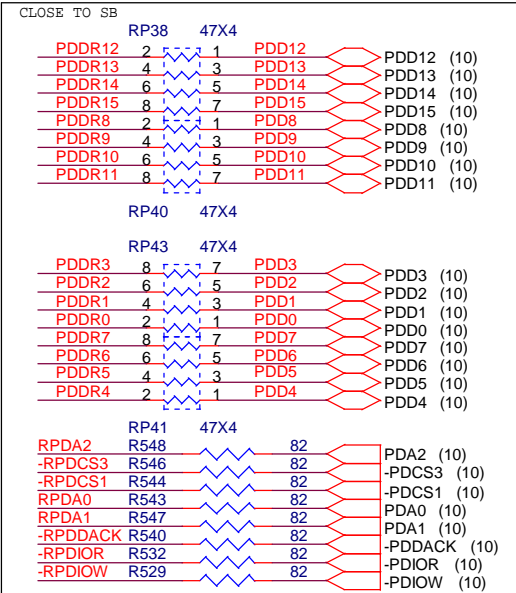 CLOSE TO SB
RP38 47X4
PDDR12 2 1 PDD12 PDD12 (10)
PDDR13 4 3 PDD13 PDD13 (10)
PDDR14 6 5 PDD14 PDD14 (10)
PDDR15 8 7 PDD15 PDD15 (10)
PDDR8 2 1 PDD8 PDD8 (10)
PDDR9 4 3 PDD9 PDD9 (10)
PDDR10 6 5 PDD10 PDD10 (10)
PDDR11 8 7 PDD11 PDD11 (10)
RP40 47X4
RP43 47X4
PDDR3 8 7 PDD3 PDD3 (10)
PDDR2 6 5 PDD2 PDD2 (10)
PDDR1 4 3 PDD1 PDD1 (10)
PDDR0 2 1 PDD0 PDD0 (10)
PDDR7 8 7 PDD7 PDD7 (10)
PDDR6 6 5 PDD6 PDD6 (10)
PDDR5 4 3 PDD5 PDD5 (10)
PDDR4 2 1 PDD4 PDD4 (10)
RP41 47X4
RPDA2 R548 82 PDA2 (10)
-RPDCS3 R546 82 -PDCS3 (10)
-RPDCS1 R544 82 -PDCS1 (10)
RPDA0 R543 82 PDA0 (10)
RPDA1 R547 82 PDA1 (10)
-RPDDACK R540 82 -PDDACK (10)
-RPDIOR R532 82 -PDIOR (10)
-RPDIOW R529 82 -PDIOW (10)